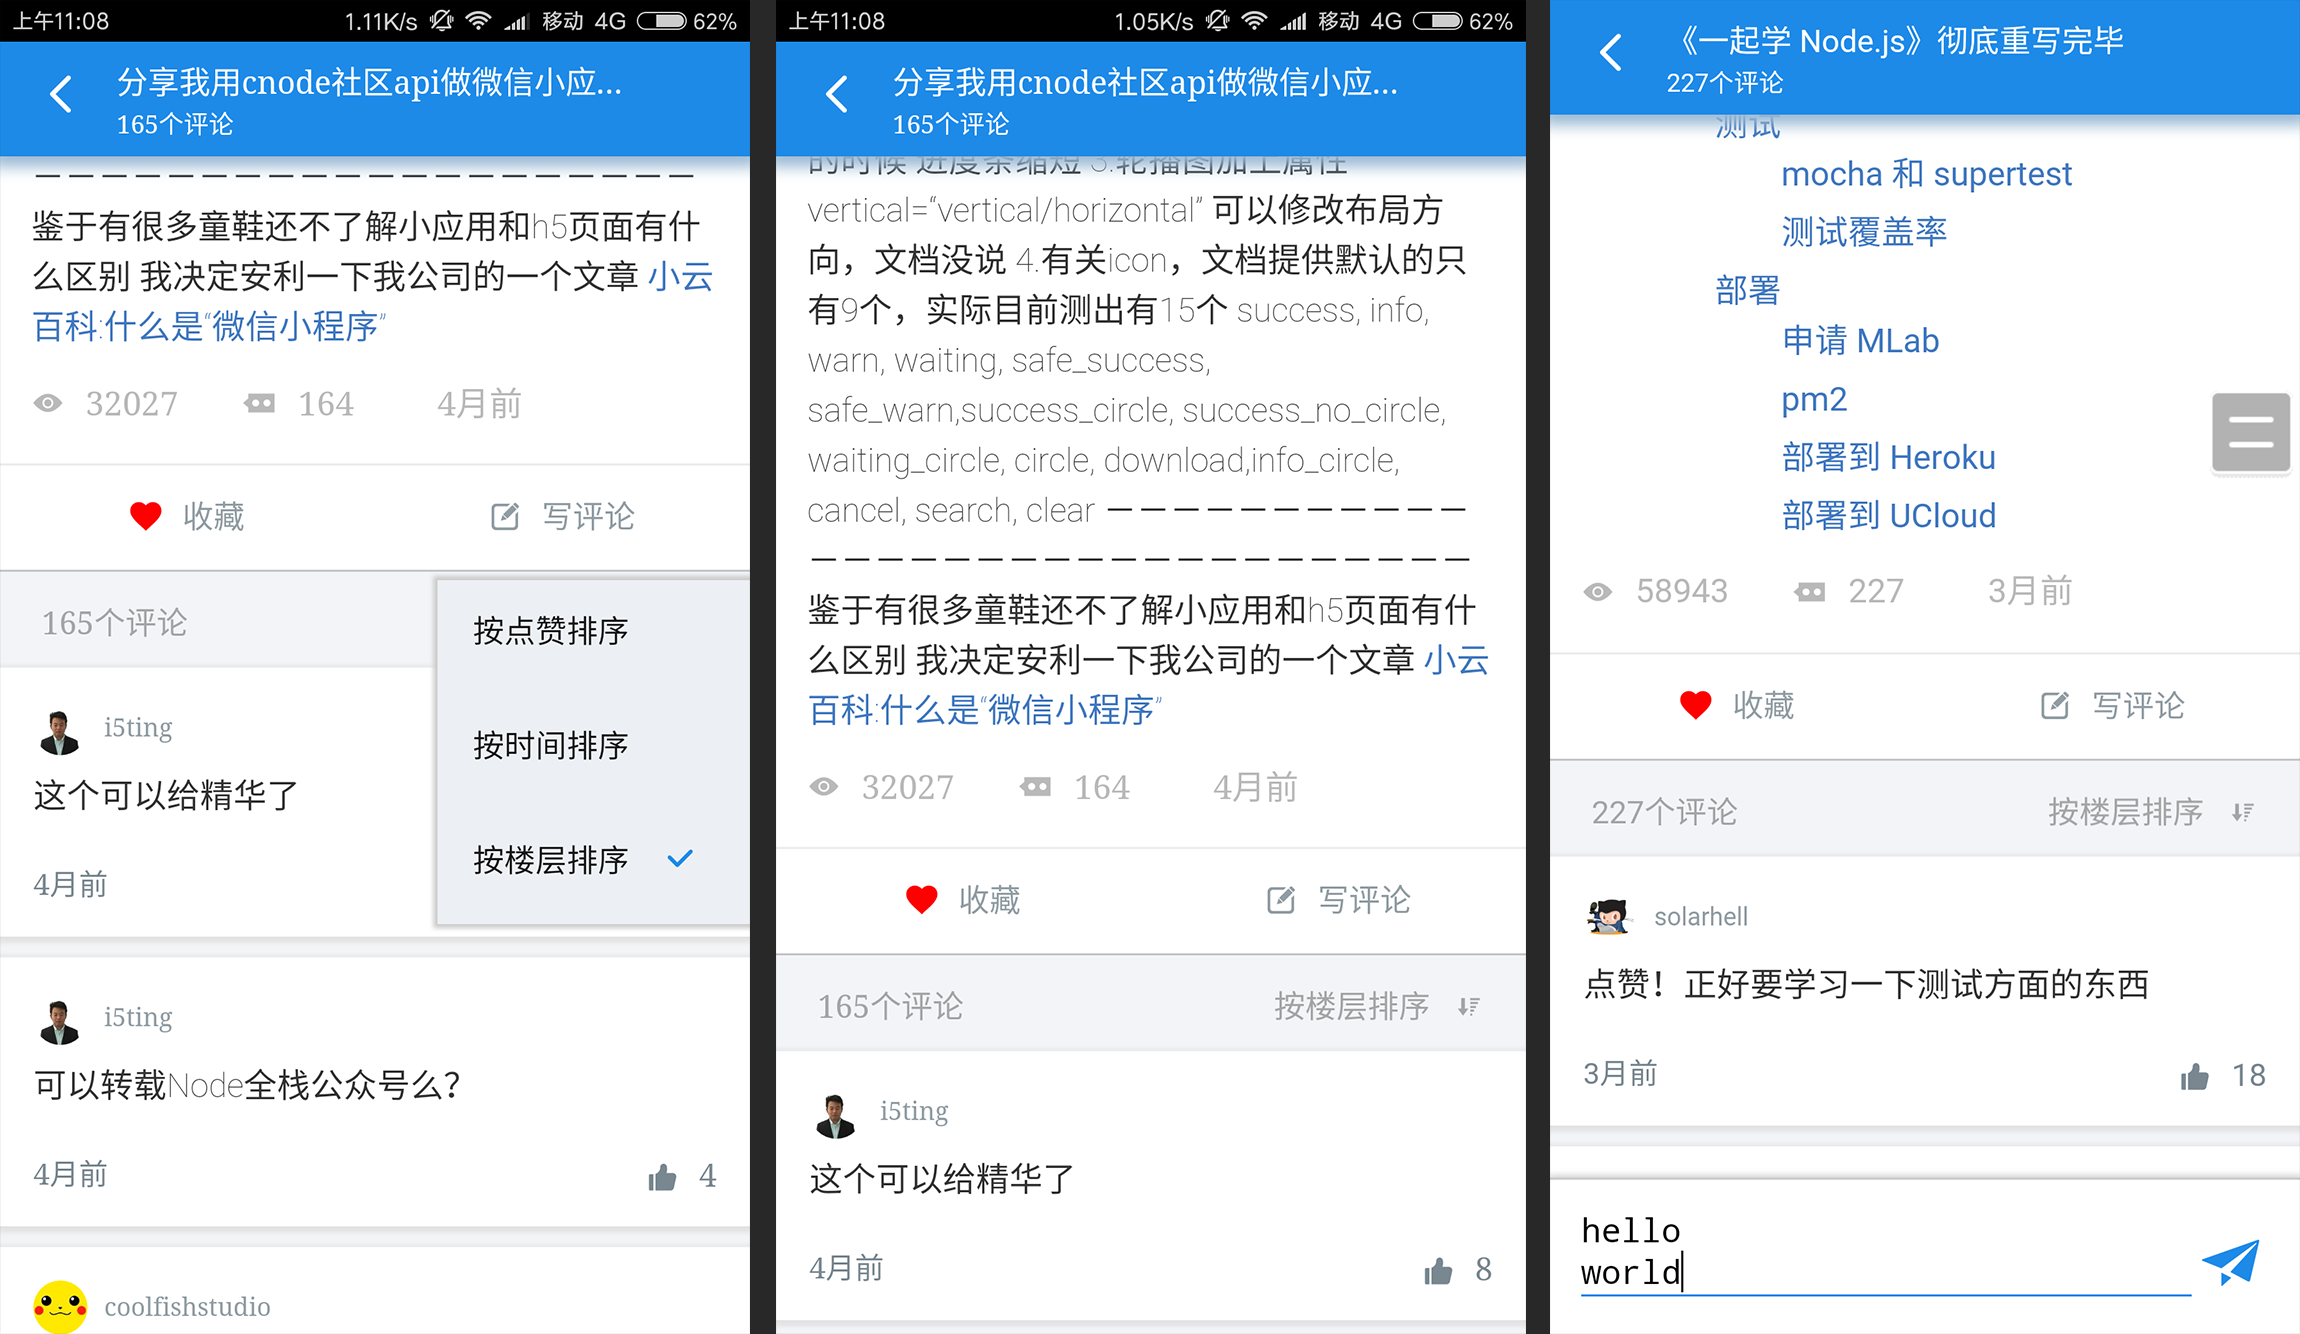 上午11:08
1.11K/s 移动 4G 62%
分享我用cnode社区api做微信小应...
165个评论
————————————————————
鉴于有很多童鞋还不了解小应用和h5页面有什
么区别 我决定安利一下我公司的一个文章 小云
百科:什么是“微信小程序”
32027 164 4月前
收藏 写评论
165个评论
按点赞排序
按时间排序
按楼层排序
i5ting
这个可以给精华了
4月前
i5ting
可以转载Node全栈公众号么？
4月前 4
coolfishstudio
上午11:08
1.05K/s 移动 4G 62%
分享我用cnode社区api做微信小应...
165个评论
的时候 进度条缩短 3.轮播图加上属性
vertical=“vertical/horizontal” 可以修改布局方
向，文档没说 4.有关icon，文档提供默认的只
有9个，实际目前测出有15个 success, info,
warn, waiting, safe_success,
safe_warn,success_circle, success_no_circle,
waiting_circle, circle, download,info_circle,
cancel, search, clear ———————————
————————————————————
鉴于有很多童鞋还不了解小应用和h5页面有什
么区别 我决定安利一下我公司的一个文章 小云
百科:什么是“微信小程序”
32027 164 4月前
收藏 写评论
165个评论 按楼层排序
i5ting
这个可以给精华了
4月前 8
《一起学 Node.js》彻底重写完毕
227个评论
测试
mocha 和 supertest
测试覆盖率
部署
申请 MLab
pm2
部署到 Heroku
部署到 UCloud
58943 227 3月前
收藏 写评论
227个评论 按楼层排序
solarhell
点赞！正好要学习一下测试方面的东西
3月前 18
hello
world